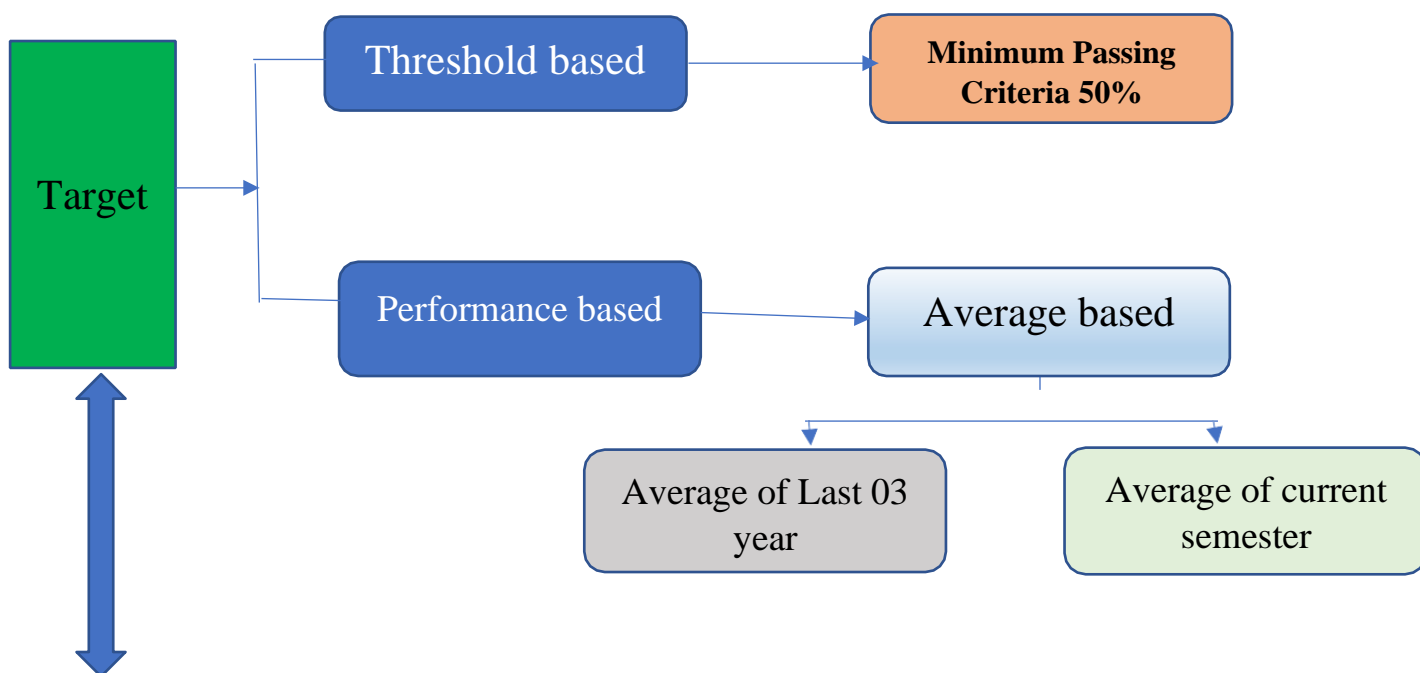 Threshold based
Minimum Passing
Criteria 50%
Target
Performance based
Average based
Average of Last 03
year
Average of current
semester